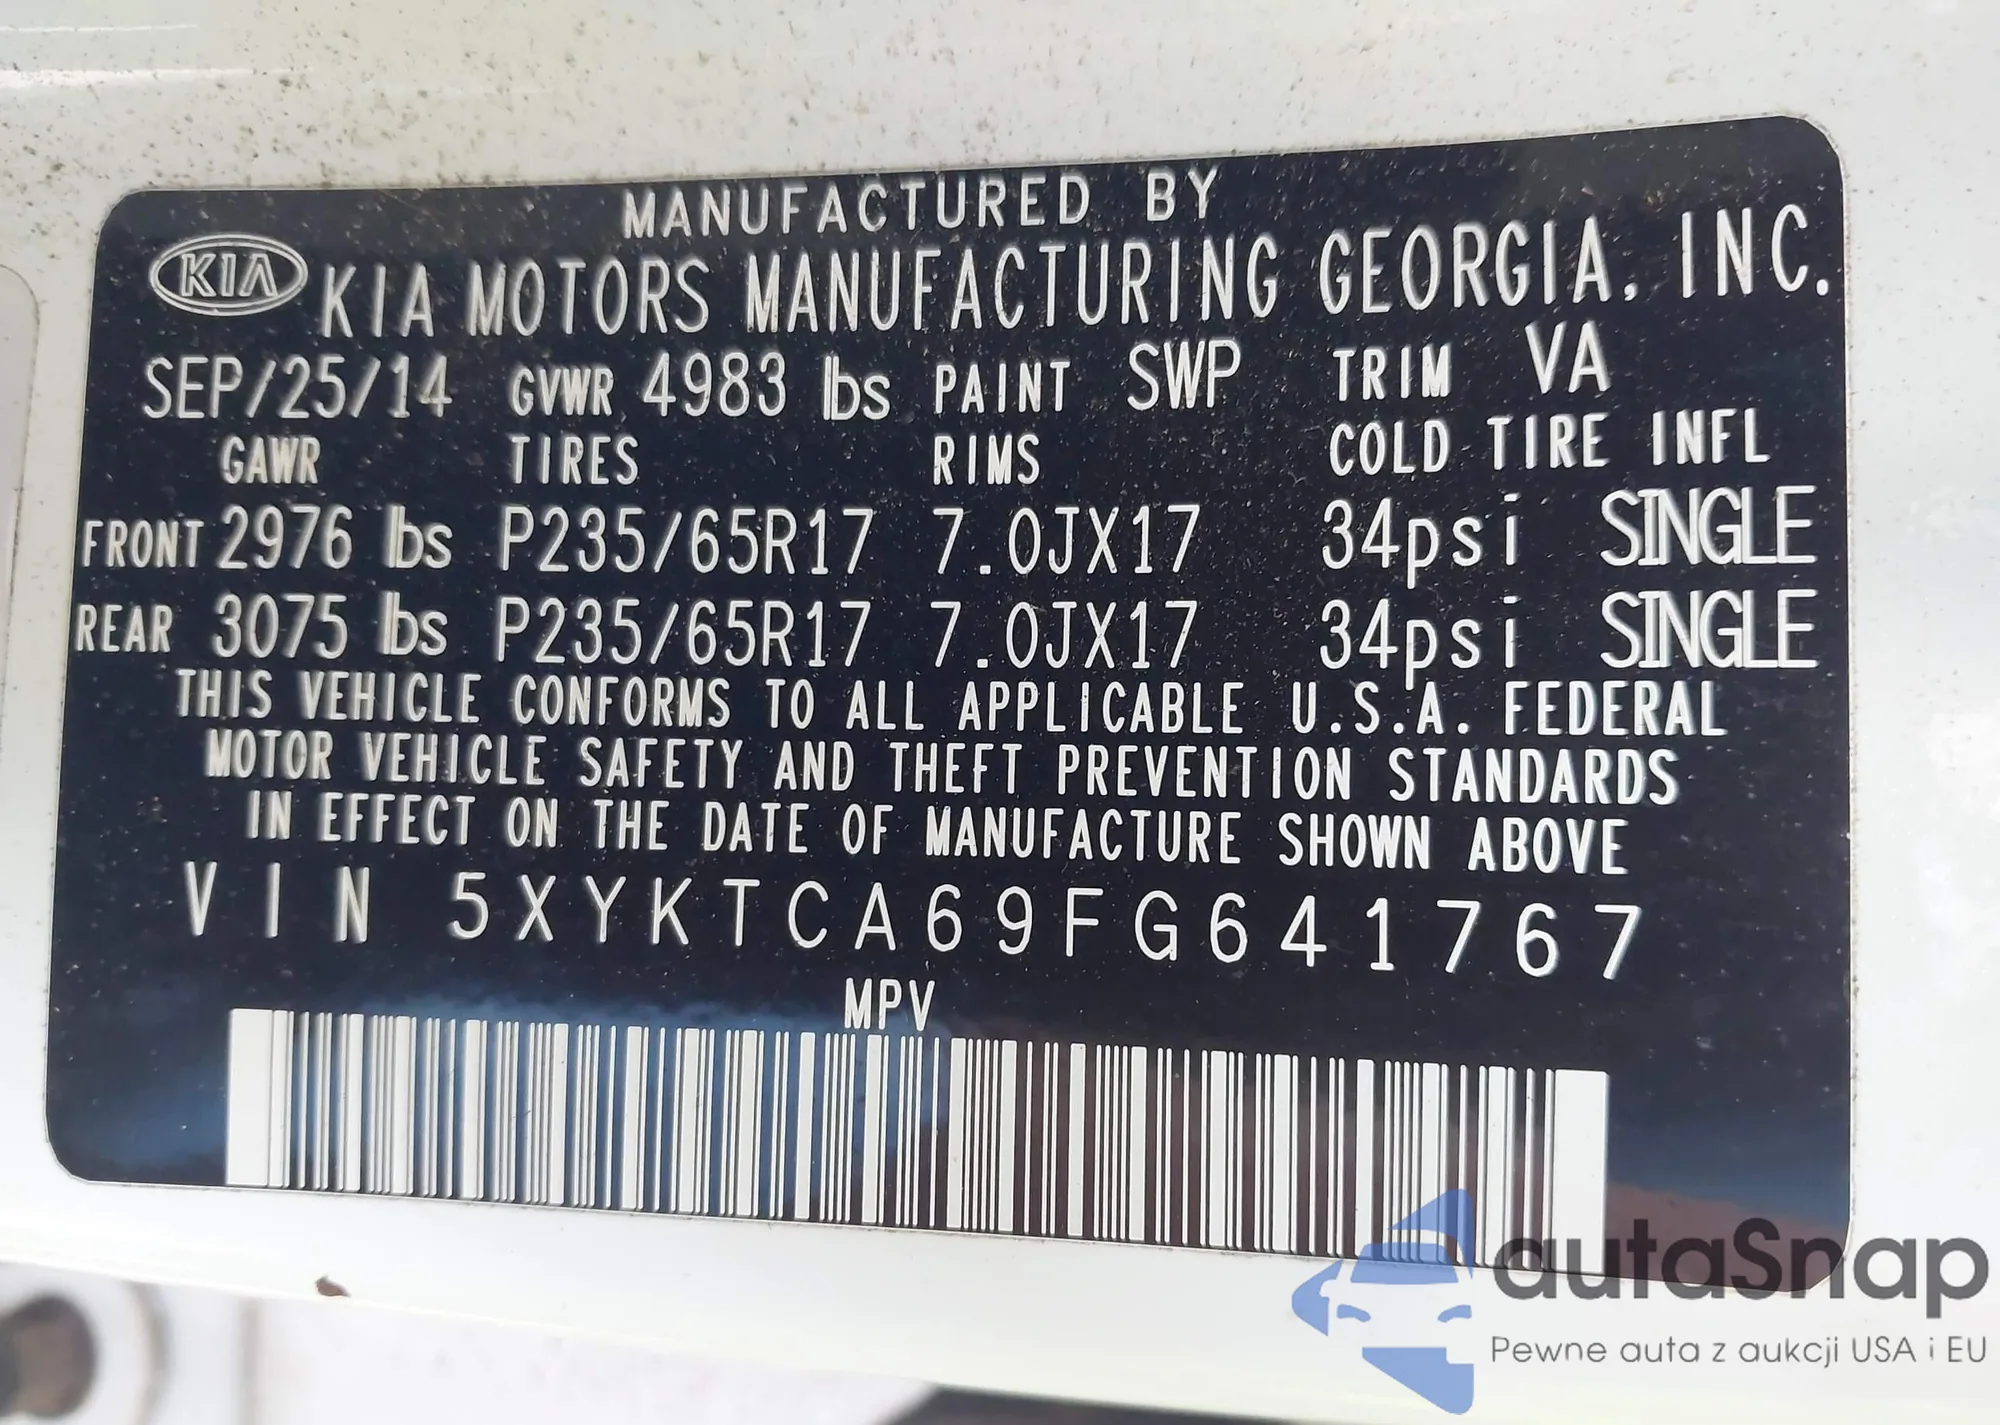 MANUFACTURED BY
KIA KIA MOTORS MANUFACTURING GEORGIA, INC.
SEP/25/14 GVWR 4983 lbs PAINT SWP TRIM VA
GAWR TIRES RIMS COLD TIRE INFL
FRONT 2976 lbs P235/65R17 7.0JX17 34psi SINGLE
REAR 3075 lbs P235/65R17 7.0JX17 34psi SINGLE
THIS VEHICLE CONFORMS TO ALL APPLICABLE U.S.A. FEDERAL
MOTOR VEHICLE SAFETY AND THEFT PREVENTION STANDARDS
IN EFFECT ON THE DATE OF MANUFACTURE SHOWN ABOVE
VIN 5XYKTCA69FG641767
MPV
autaSnap
Pewne auta z aukcji USA i EU